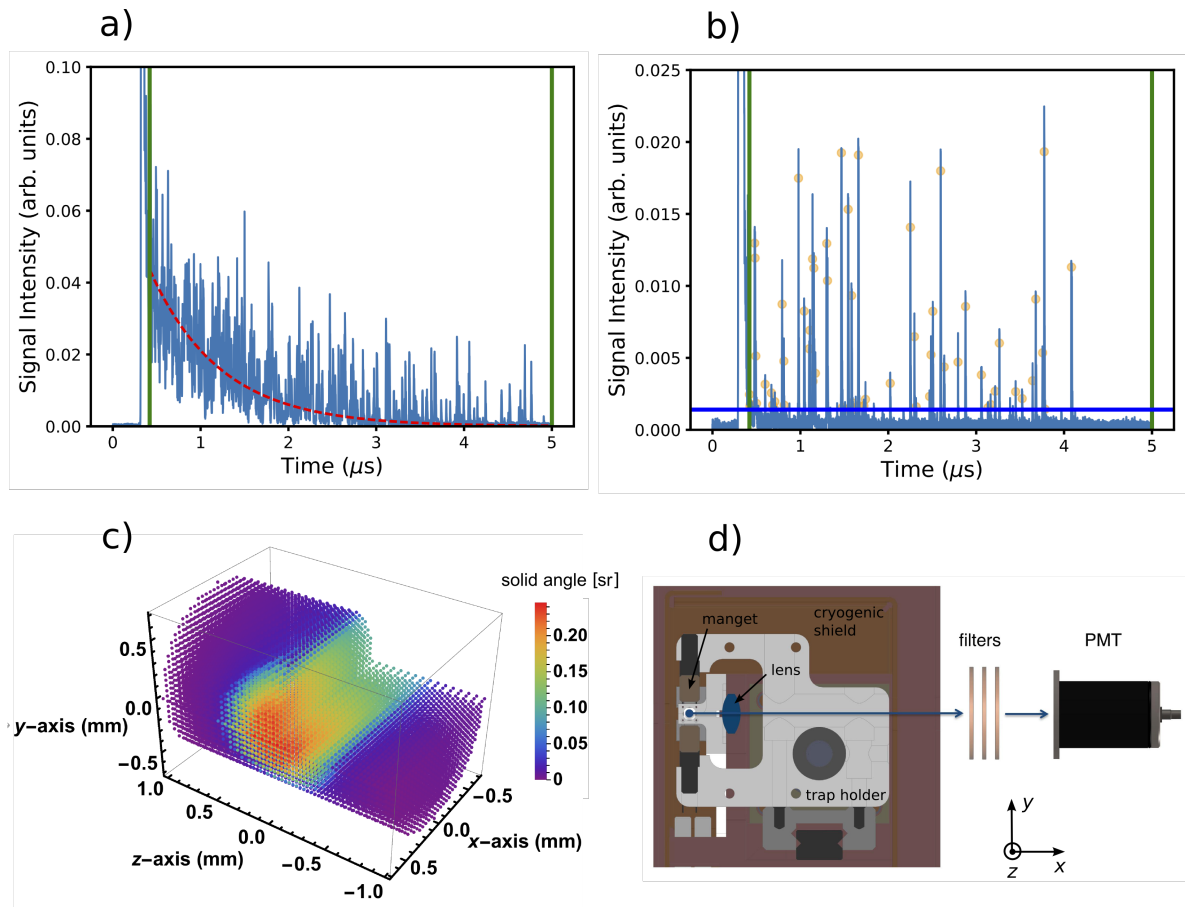 a)
0.10
0.08
0.06
0.04
0.02
0.00
Signal Intensity (arb. units)
0 1 2 3 4 5
Time (μs)
b)
0.025
0.020
0.015
0.010
0.005
0.000
Signal Intensity (arb. units)
0 1 2 3 4 5
Time (μs)
c)
solid angle [sr]
0.20
0.15
0.10
0.05
0
0.5
0.0
−0.5
y−axis (mm)
1.0
0.5
0.0
−0.5
−1.0
z−axis (mm)
−0.5
0.0
0.5
x−axis (mm)
d)
manget
cryogenic
shield
lens
trap holder
filters
PMT
y
z
x